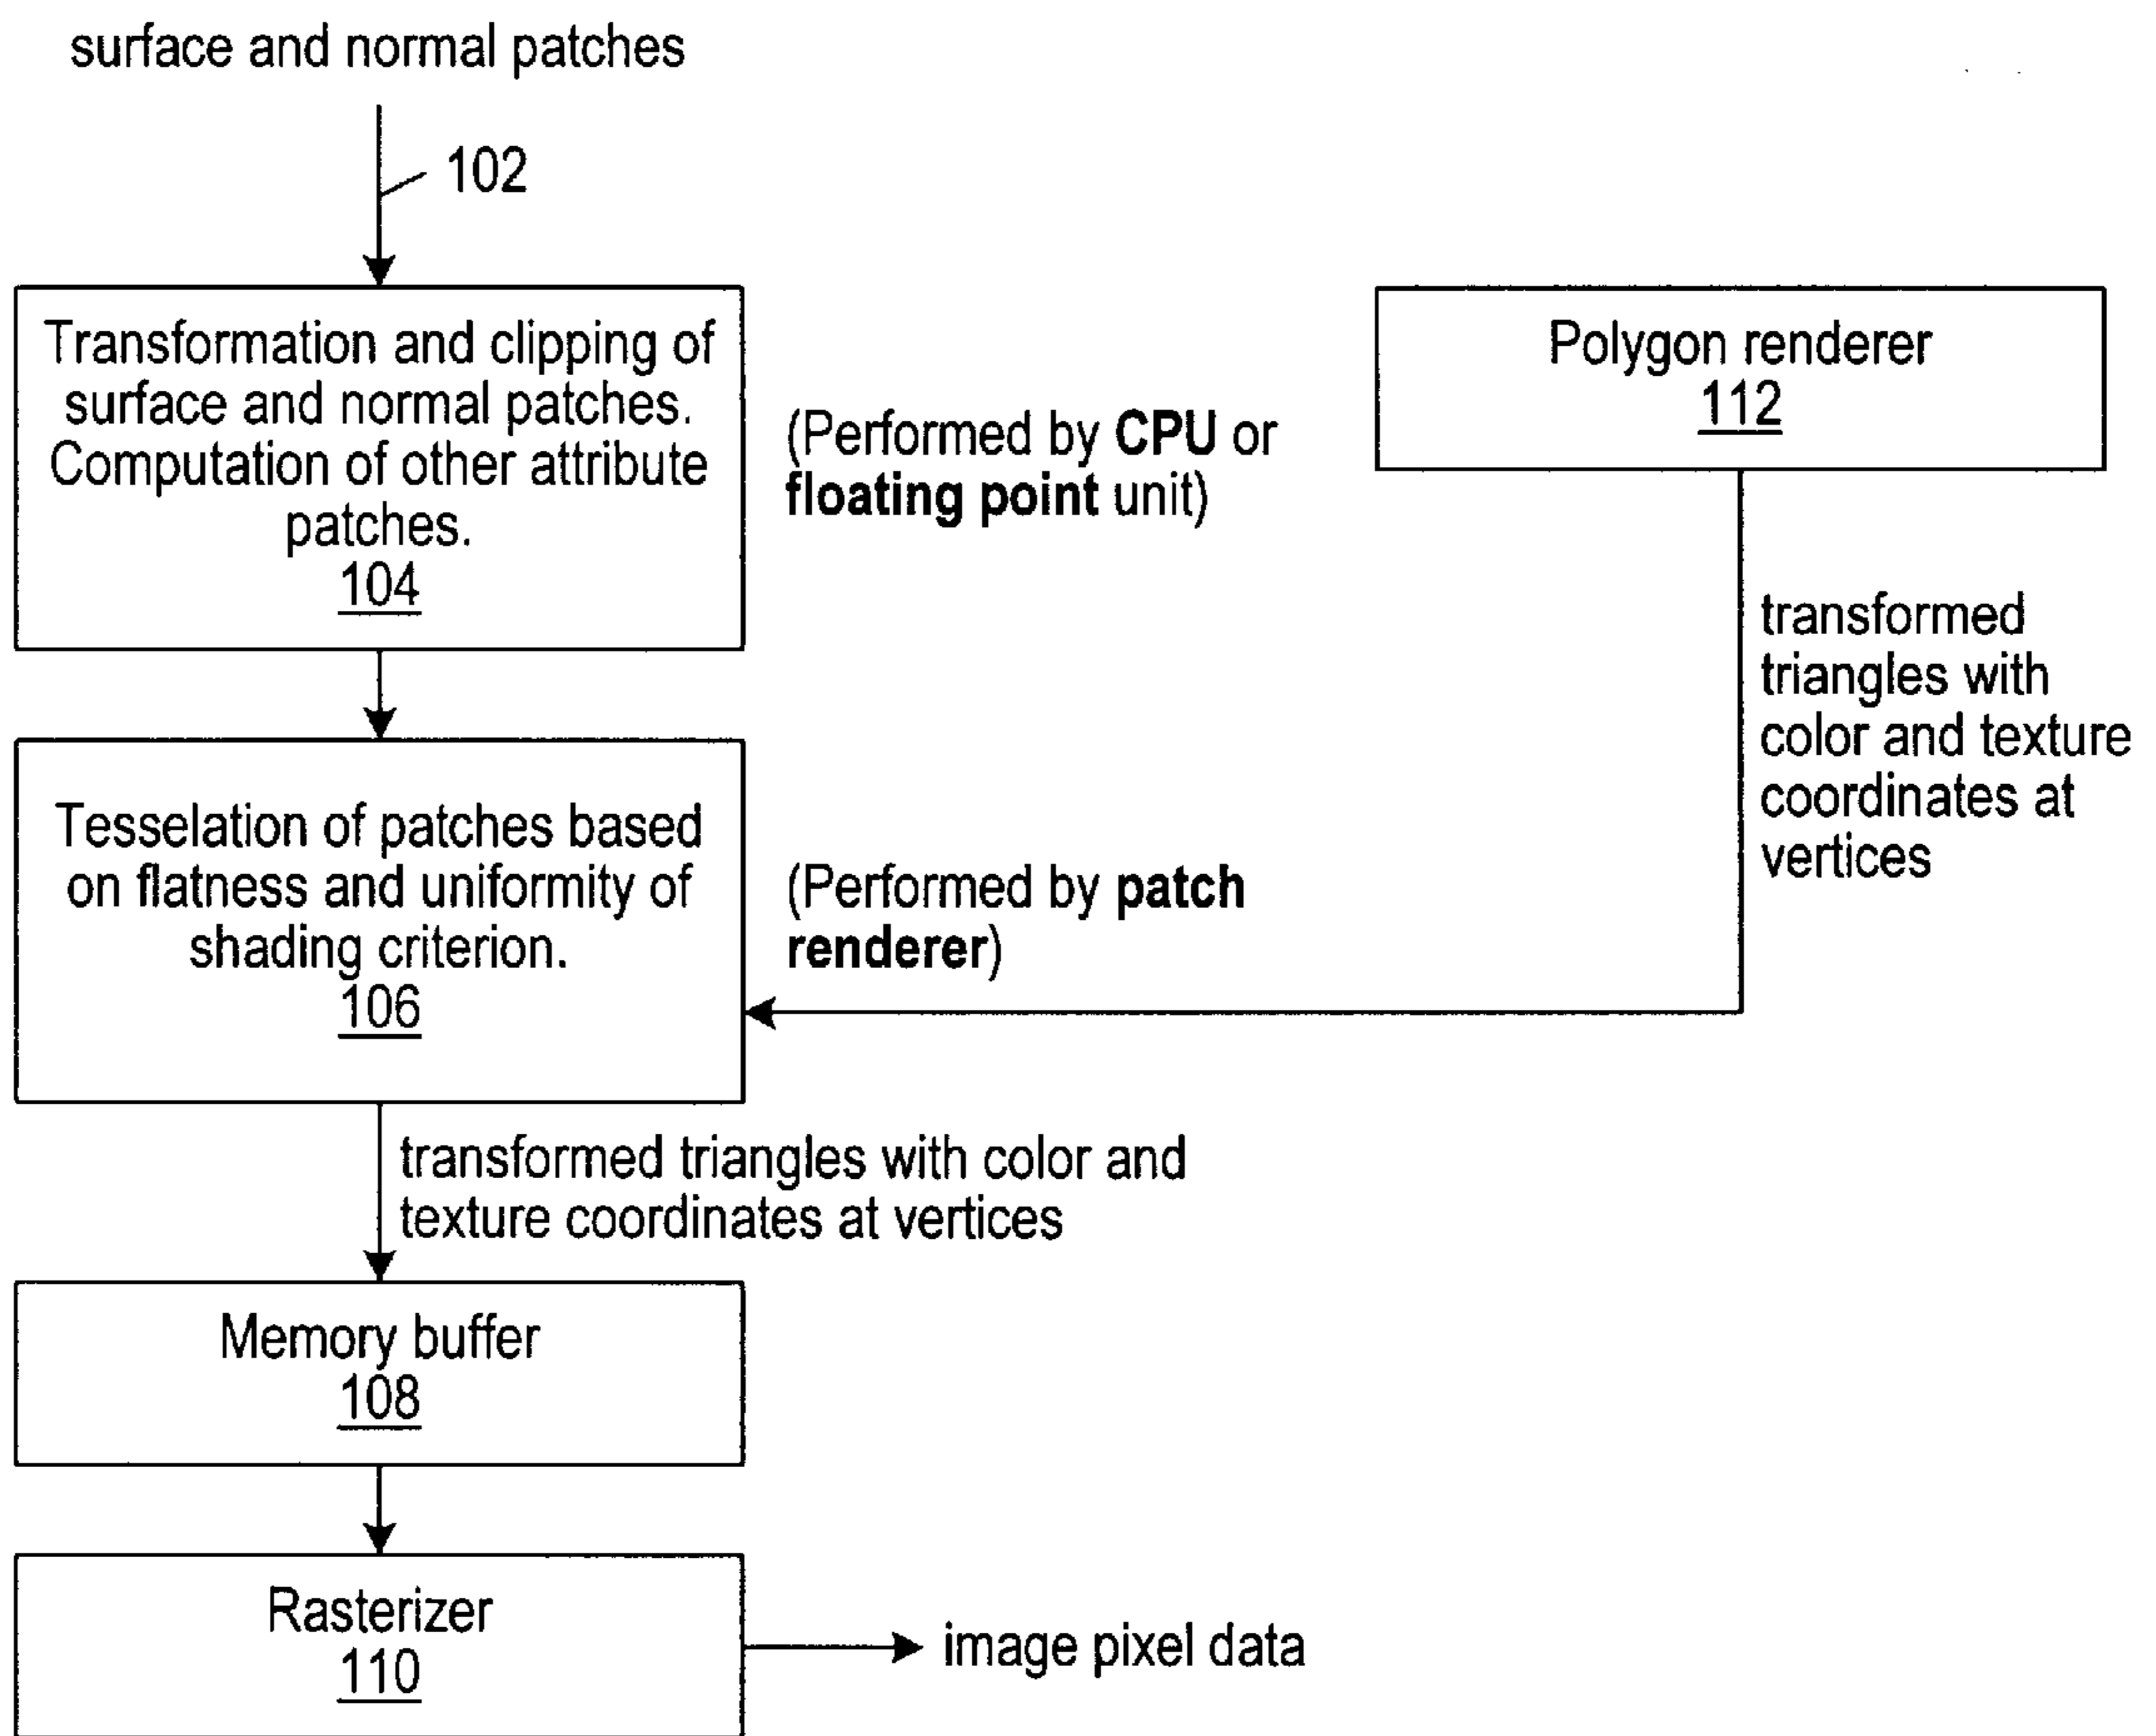 surface and normal patches
102
Transformation and clipping of
surface and normal patches.
Computation of other attribute
patches.
104
(Performed by CPU or
floating point unit)
Polygon renderer
112
transformed
triangles with
color and texture
coordinates at
vertices
Tesselation of patches based
on flatness and uniformity of
shading criterion.
106
(Performed by patch
renderer)
transformed triangles with color and
texture coordinates at vertices
Memory buffer
108
Rasterizer
110
image pixel data